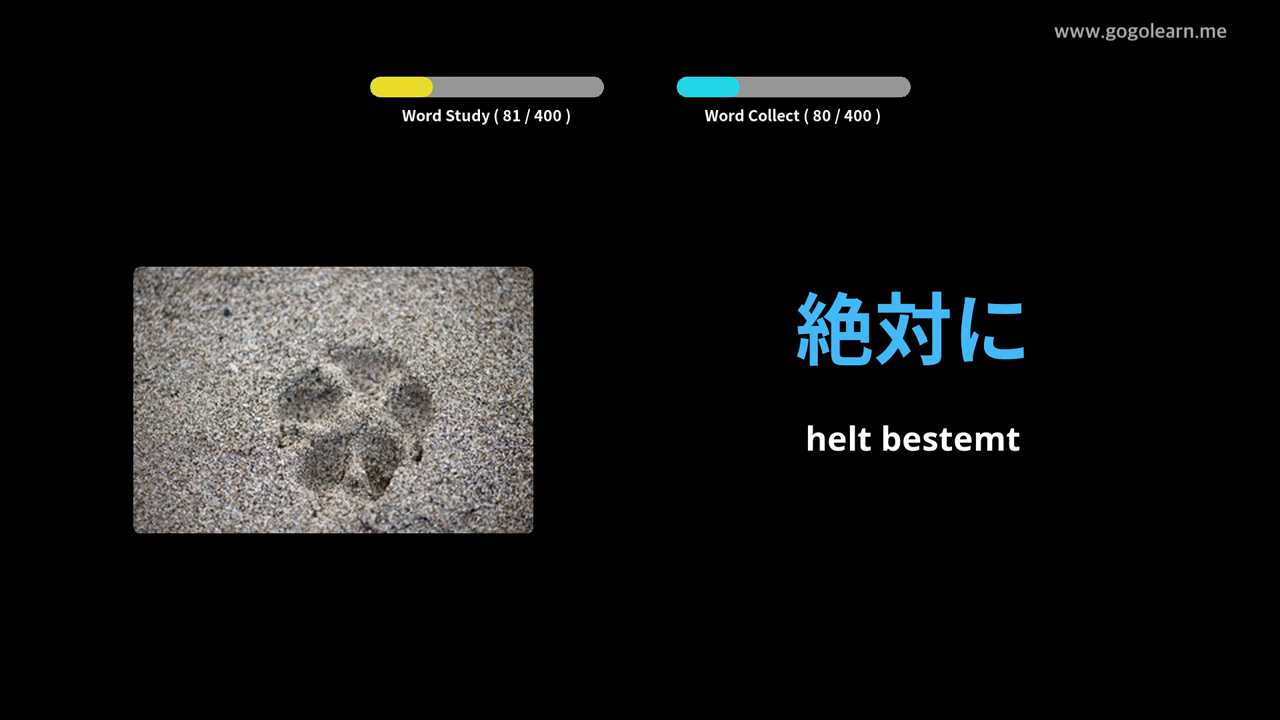 www.gogolearn.me
Word Study ( 81 / 400 )
Word Collect ( 80 / 400 )
絶対に
helt bestemt